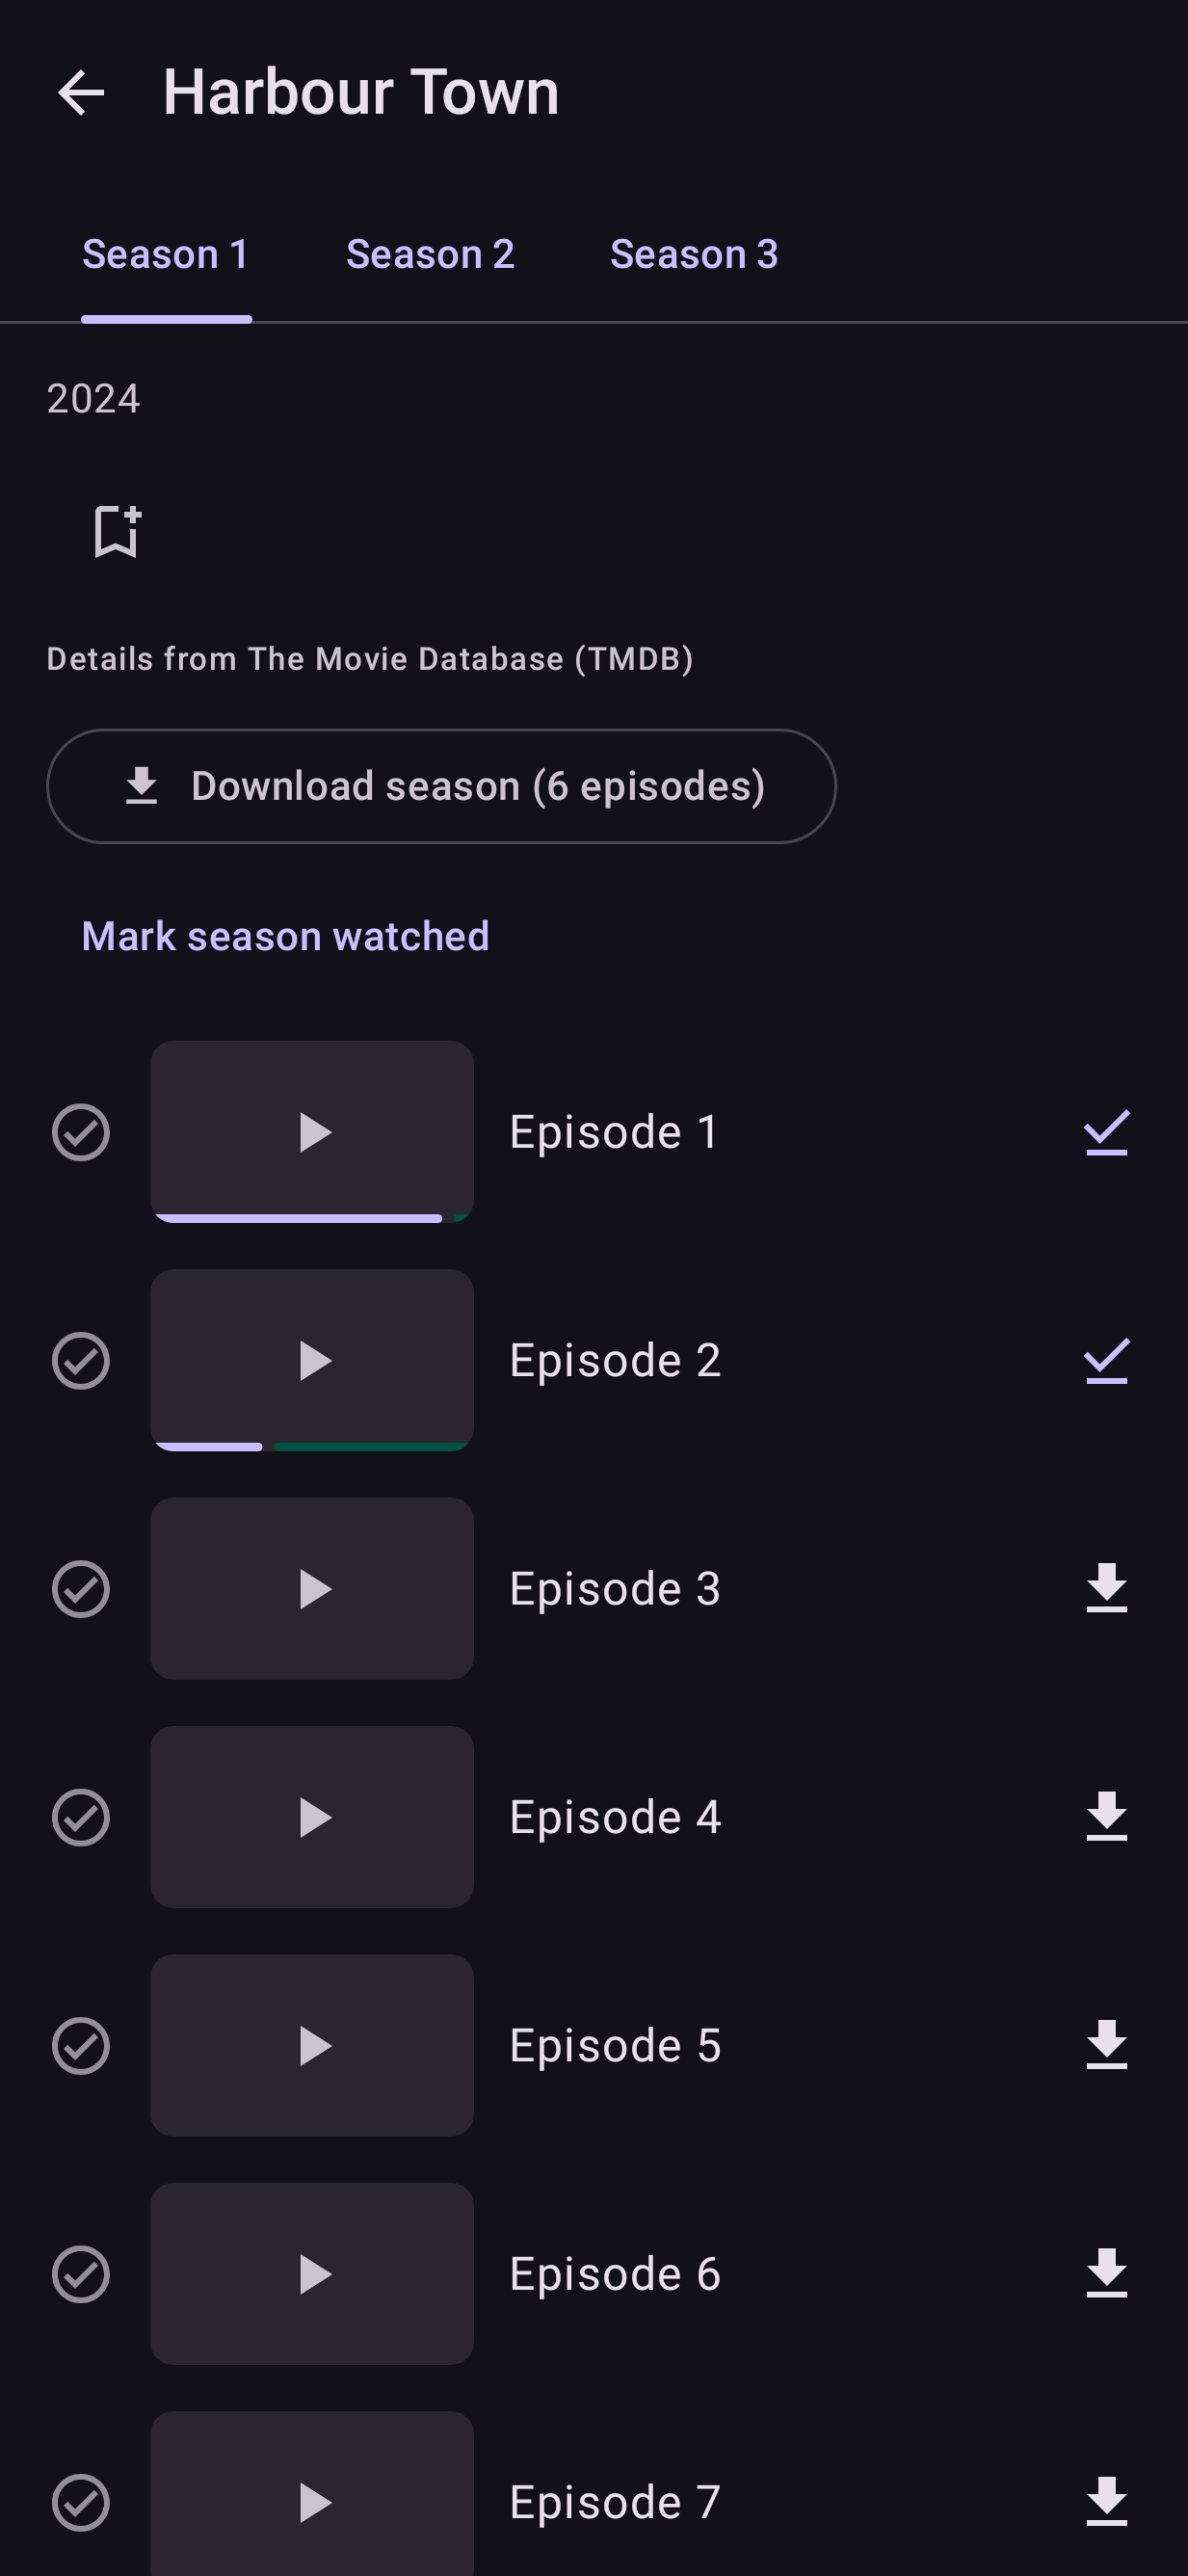 Harbour Town
Season 1
Season 2
Season 3
2024
Details from The Movie Database (TMDB)
Download season (6 episodes)
Mark season watched
Episode 1
Episode 2
Episode 3
Episode 4
Episode 5
Episode 6
Episode 7